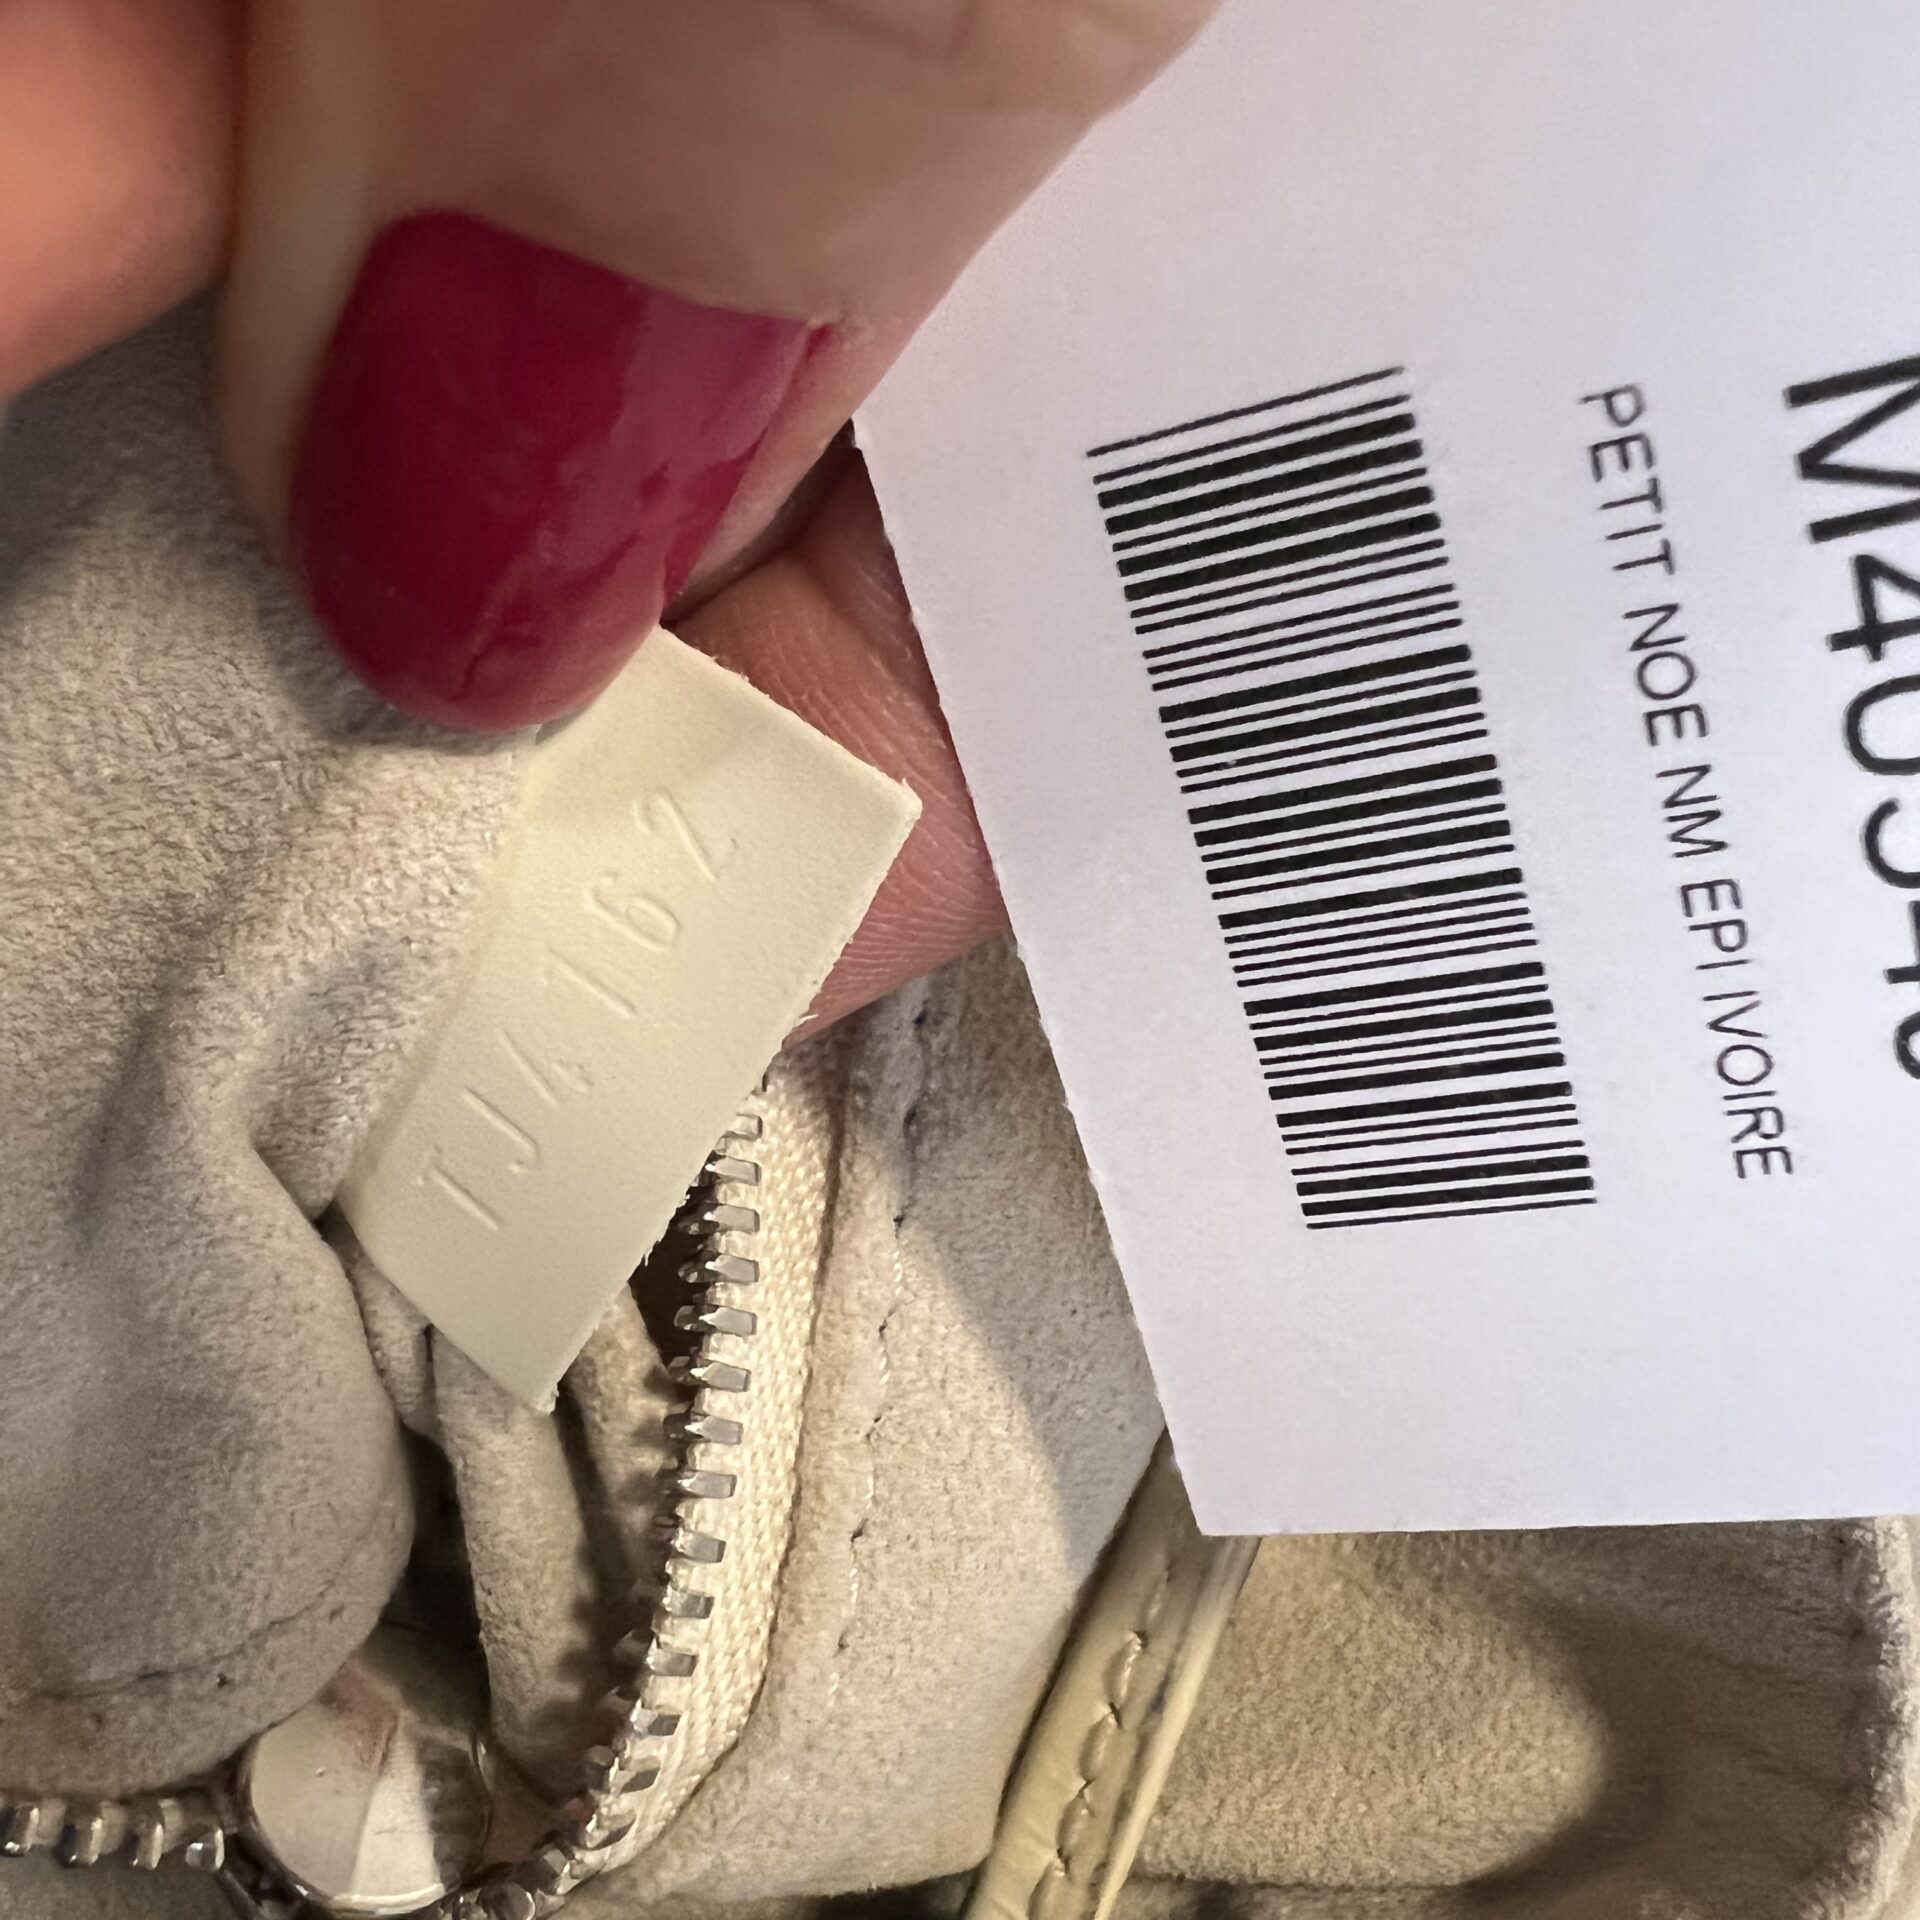 TJ4162
PETIT NOE NM EPI IVOIRE